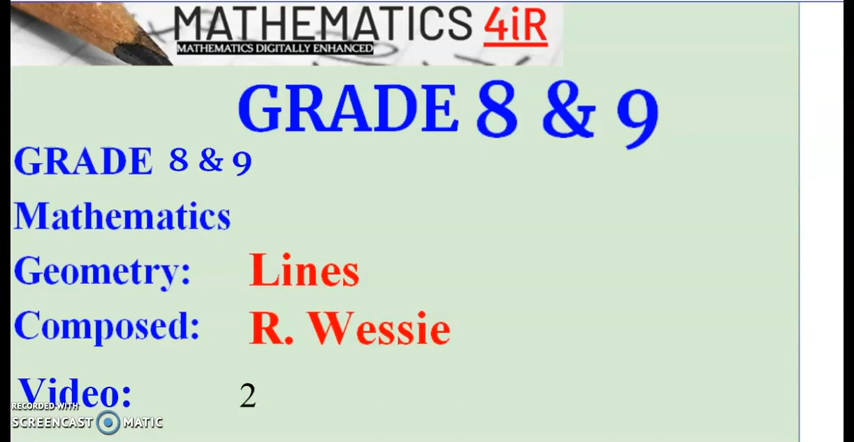 MATHEMATICS 4iR
MATHEMATICS DIGITALLY ENHANCED
GRADE 8 & 9
GRADE 8 & 9
Mathematics
Geometry: Lines
Composed: R. Wessie
Video: 2
RECORDED WITH
SCREENCAST MATIC